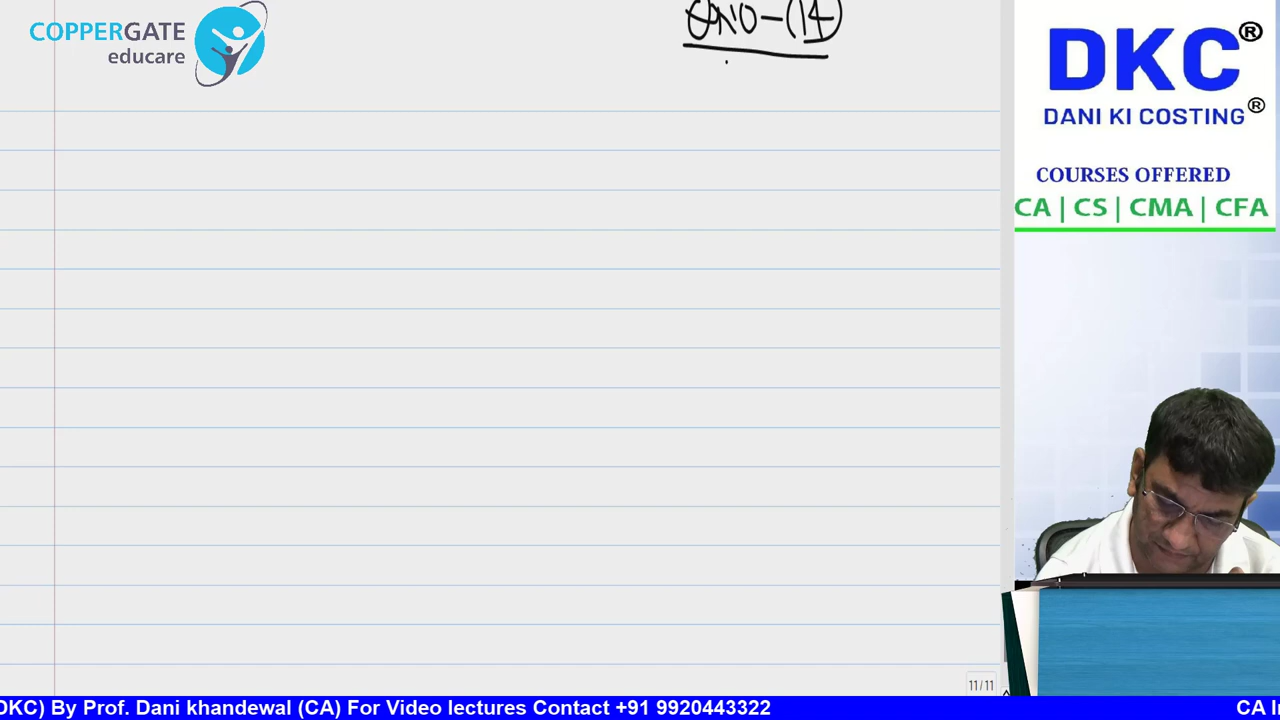 COPPERGATE
educare
QNO-(14)
DKC®
DANI KI COSTING®
COURSES OFFERED
CA | CS | CMA | CFA
11/11
DKC) By Prof. Dani khandewal (CA) For Video lectures Contact +91 9920443322
CA I